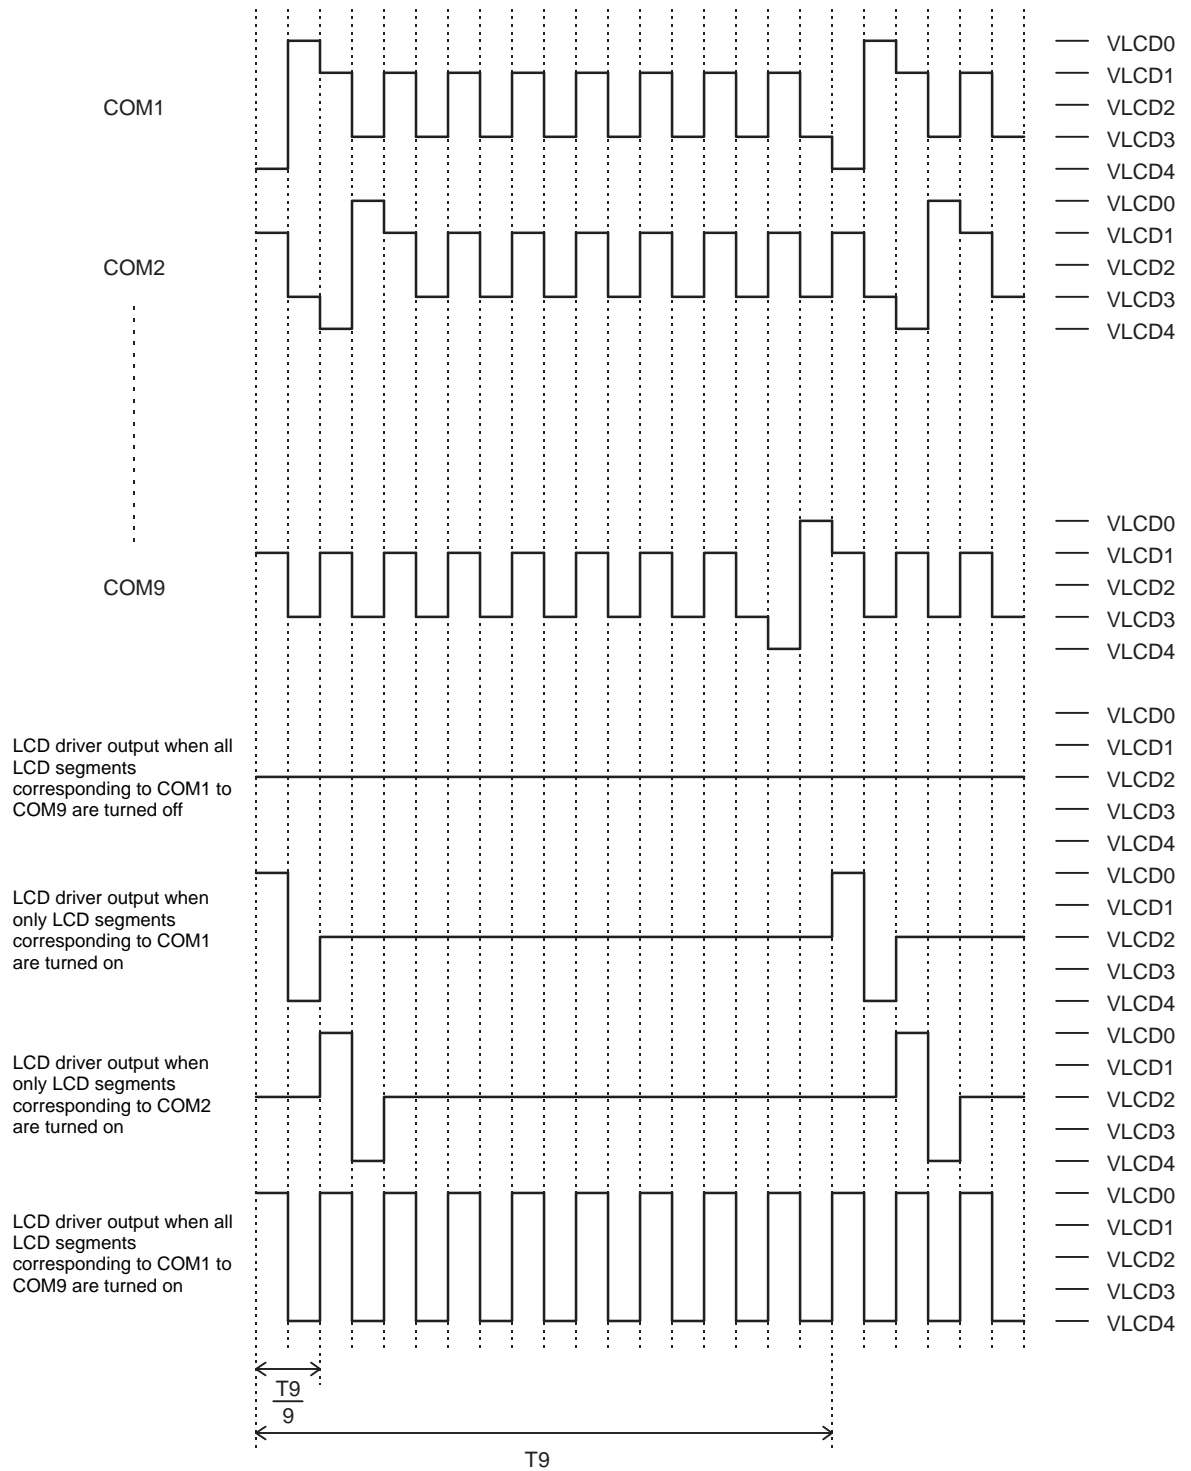 VLCD0
VLCD1
COM1
VLCD2
VLCD3
VLCD4
VLCD0
VLCD1
COM2
VLCD2
VLCD3
VLCD4
VLCD0
VLCD1
COM9
VLCD2
VLCD3
VLCD4
VLCD0
LCD driver output when all
LCD segments
corresponding to COM1 to
COM9 are turned off
VLCD1
VLCD2
VLCD3
VLCD4
VLCD0
LCD driver output when
only LCD segments
corresponding to COM1
are turned on
VLCD1
VLCD2
VLCD3
VLCD4
VLCD0
LCD driver output when
only LCD segments
corresponding to COM2
are turned on
VLCD1
VLCD2
VLCD3
VLCD4
VLCD0
LCD driver output when all
LCD segments
corresponding to COM1 to
COM9 are turned on
VLCD1
VLCD2
VLCD3
VLCD4
T9
9
T9